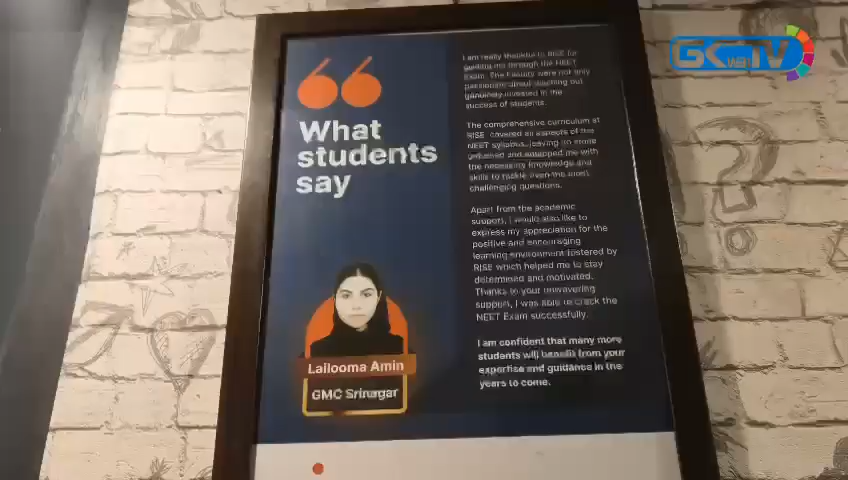 GK WEB TV
What
students
say
Lailooma Amin
GMC Srinagar
I am really thankful to RISE for
guiding me through the NEET
Exam. The Faculty were not only
passionate about teaching but
genuinely invested in the
success of students.
The comprehensive curriculum at
RISE covered all aspects of the
NEET syllabus, leaving no stone
unturned and equipped me with
the necessary knowledge and
skills to tackle even the most
challenging questions.
Apart from the academic
support, I would also like to
express my appreciation for the
positive and encouraging
learning environment fostered by
RISE which helped me to stay
determined and motivated.
Thanks to your unwavering
support, I was able to crack the
NEET Exam successfully.
I am confident that many more
students will benefit from your
expertise and guidance in the
years to come.